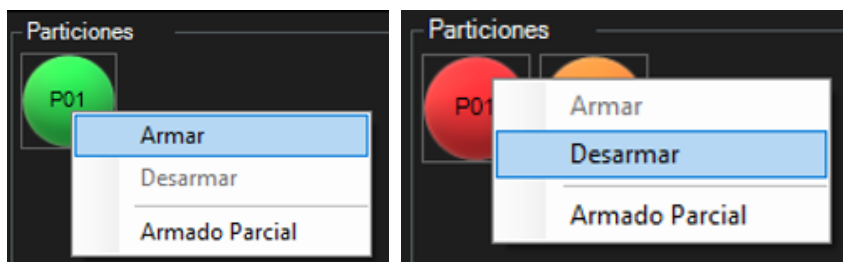 Particiones
P01
Armar
Desarmar
Armado Parcial
Particiones
P01
Armar
Desarmar
Armado Parcial